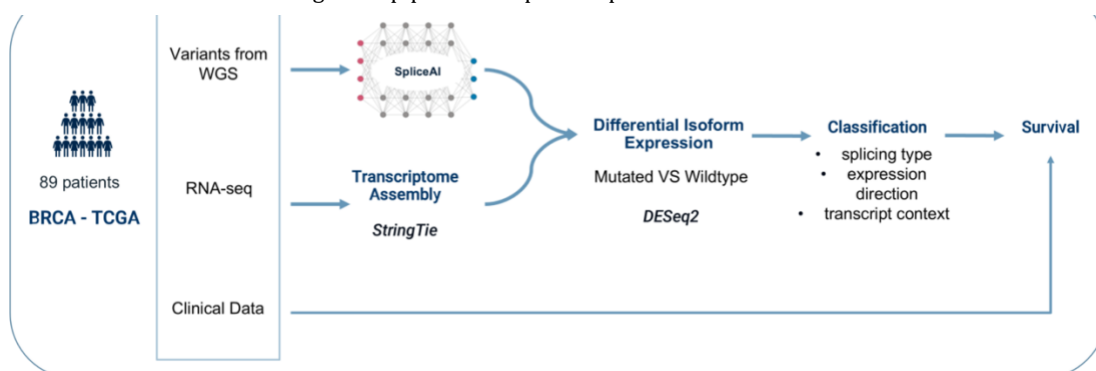 Variants from
WGS
SpliceAI
89 patients
BRCA - TCGA
RNA-seq
Transcriptome
Assembly
StringTie
Differential Isoform
Expression
Mutated VS Wildtype
DESeq2
Classification
• splicing type
• expression
direction
• transcript context
Survival
Clinical Data